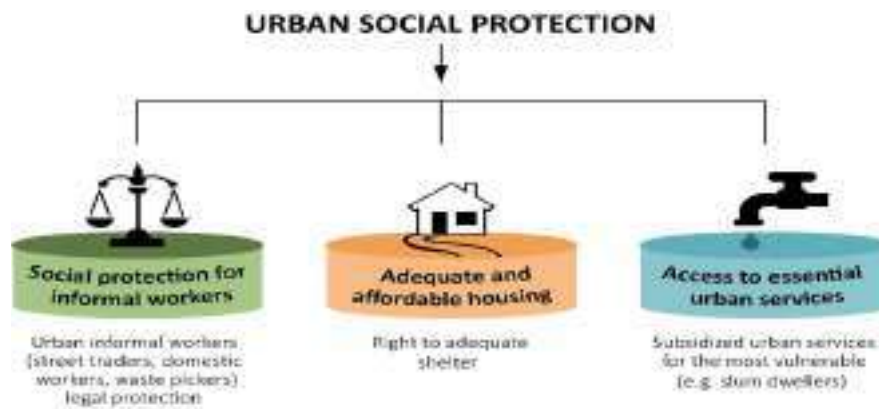 URBAN SOCIAL PROTECTION
Social protection for
informal workers
Urban informal workers
(street traders, domestic
workers, waste pickers)
legal protection
Adequate and
affordable housing
Right to adequate
shelter
Access to essential
urban services
Subsidized urban services
for the most vulnerable
(e.g. slum dwellers)